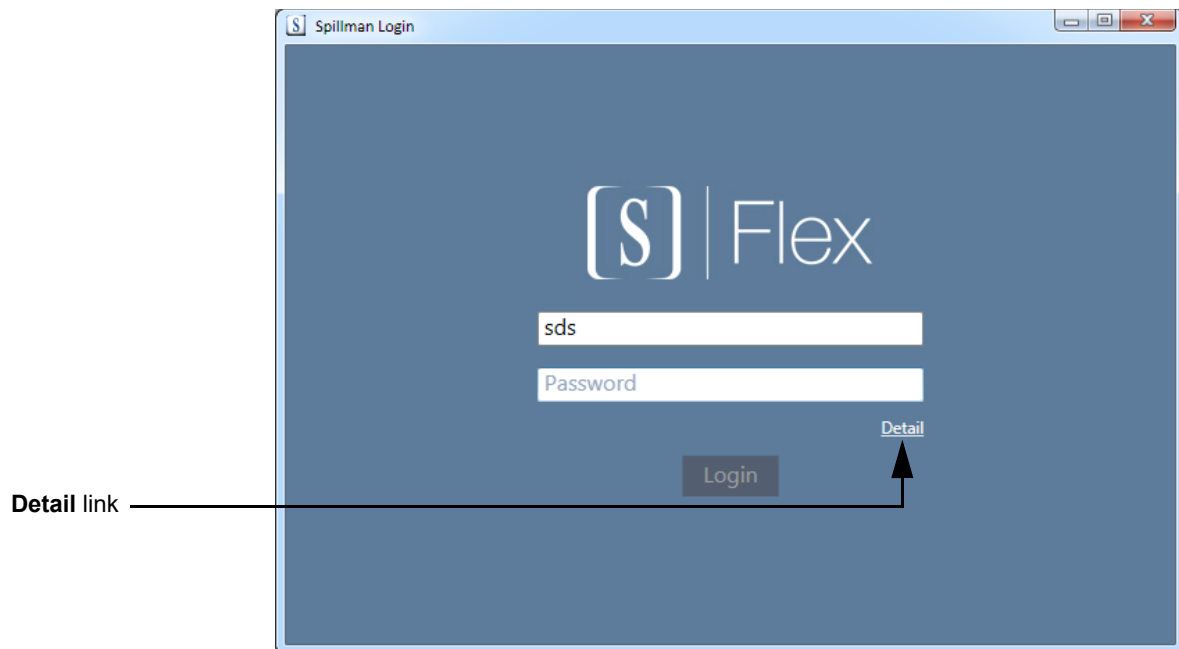 Spillman Login
[S] | Flex
sds
Password
Detail
Login
Detail link